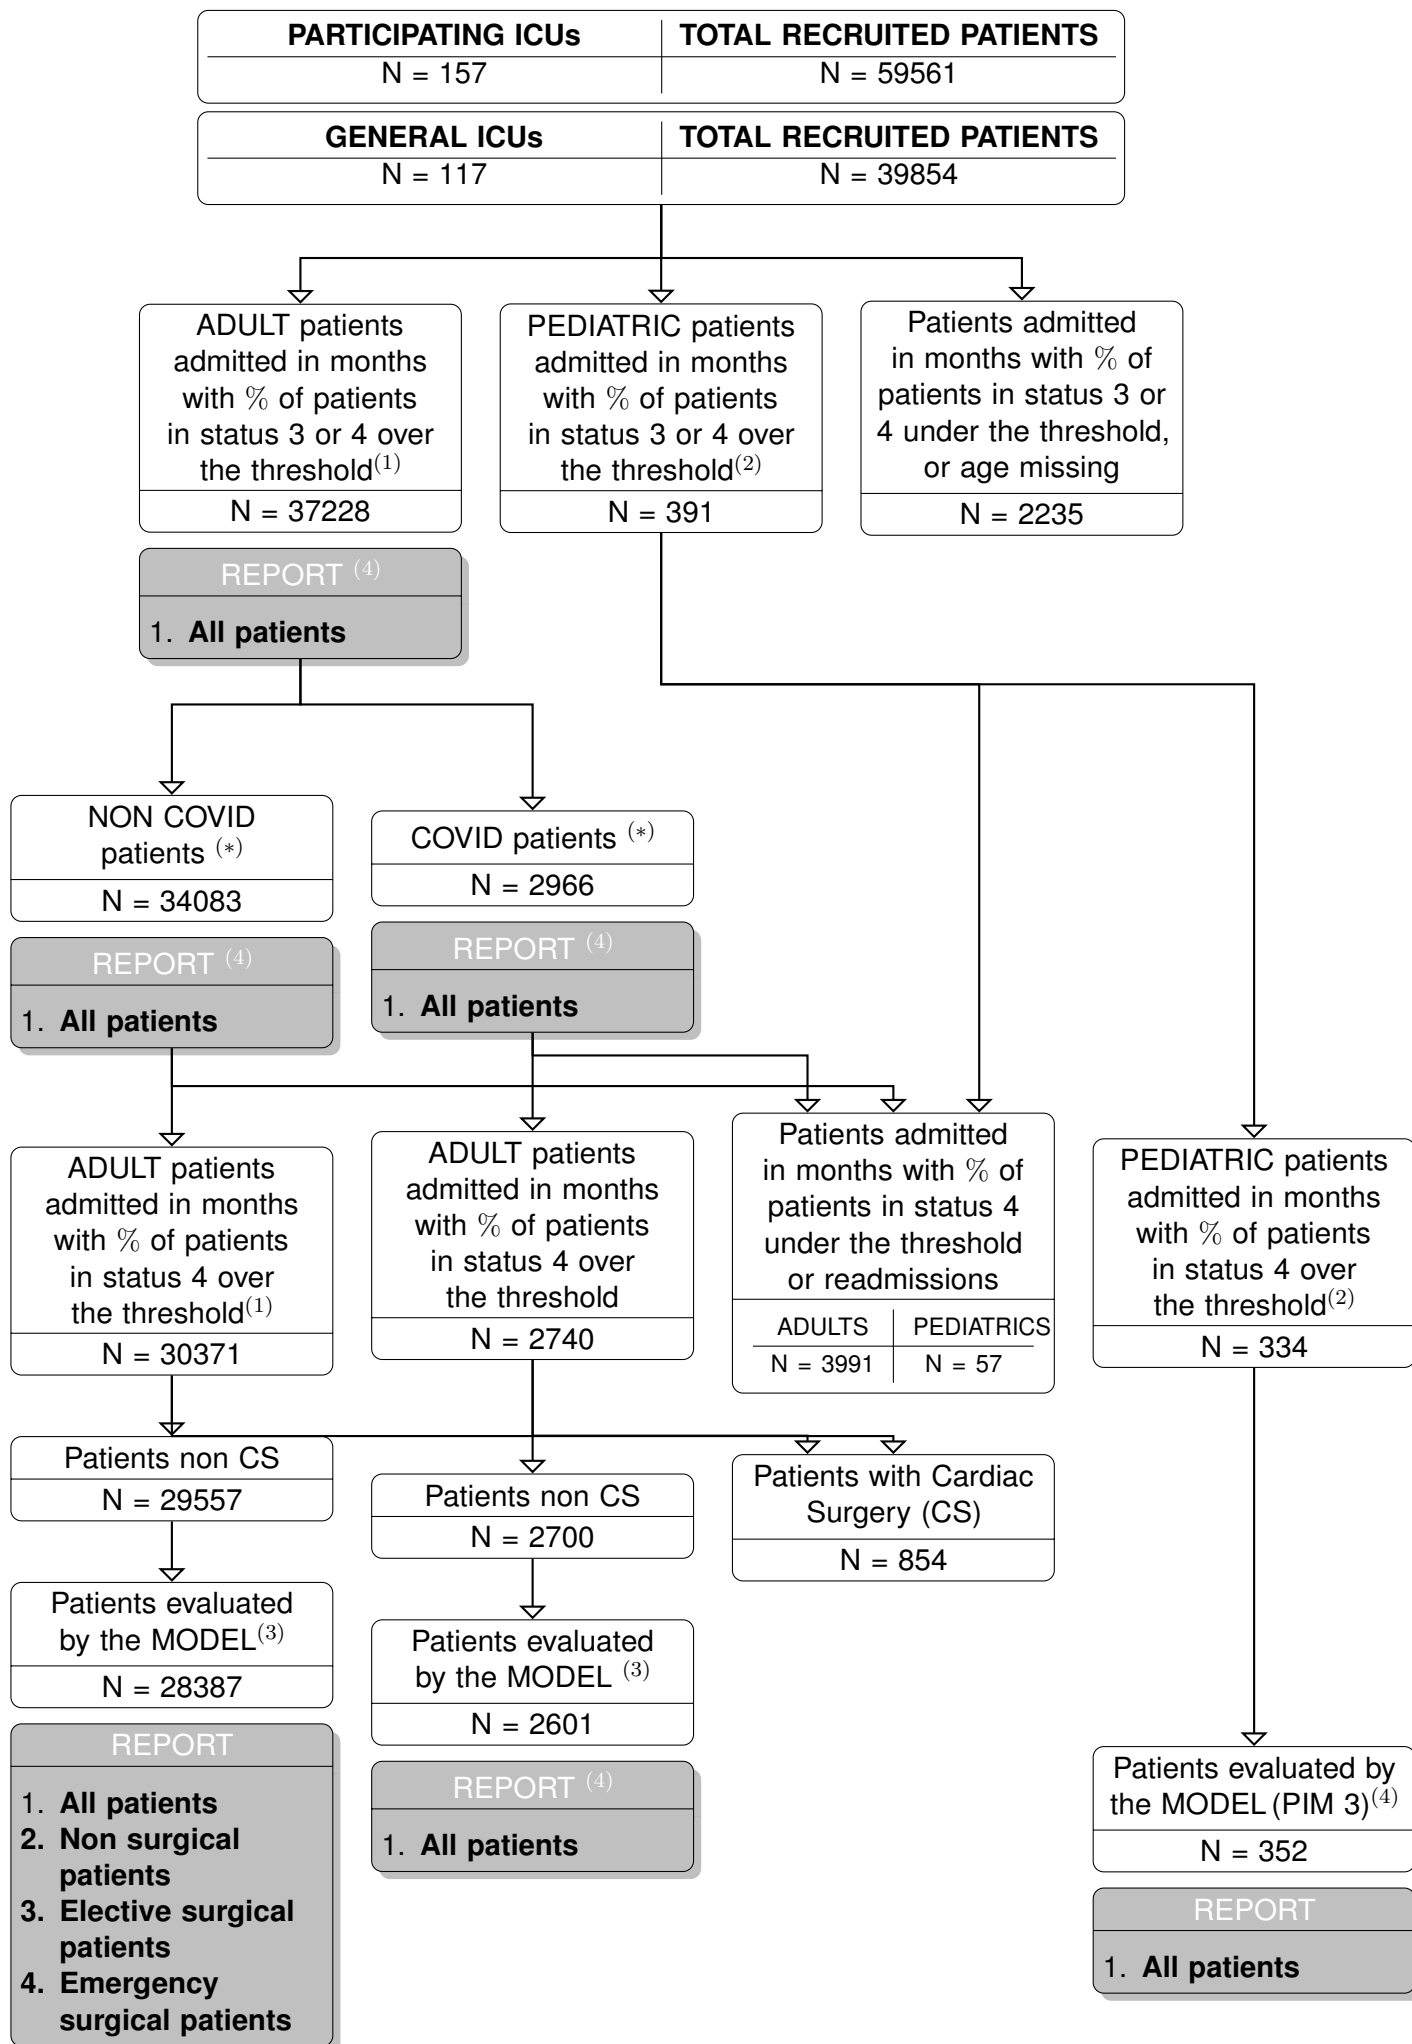 PARTICIPATING ICUs TOTAL RECRUITED PATIENTS
N = 157 N = 59561
GENERAL ICUs TOTAL RECRUITED PATIENTS
N = 117 N = 39854
ADULT patients
admitted in months
with % of patients
in status 3 or 4 over
the threshold(1)
N = 37228
PEDIATRIC patients
admitted in months
with % of patients
in status 3 or 4 over
the threshold(2)
N = 391
Patients admitted
in months with % of
patients in status 3 or
4 under the threshold,
or age missing
N = 2235
REPORT (4)
1. All patients
NON COVID
patients (*)
N = 34083
COVID patients (*)
N = 2966
REPORT (4)
1. All patients
REPORT (4)
1. All patients
ADULT patients
admitted in months
with % of patients
in status 4 over
the threshold(1)
N = 30371
ADULT patients
admitted in months
with % of patients
in status 4 over
the threshold
N = 2740
Patients admitted
in months with % of
patients in status 4
under the threshold
or readmissions
ADULTS PEDIATRICS
N = 3991 N = 57
PEDIATRIC patients
admitted in months
with % of patients
in status 4 over
the threshold(2)
N = 334
Patients non CS
N = 29557
Patients non CS
N = 2700
Patients with Cardiac
Surgery (CS)
N = 854
Patients evaluated
by the MODEL(3)
N = 28387
Patients evaluated
by the MODEL (3)
N = 2601
REPORT
1. All patients
2. Non surgical
patients
3. Elective surgical
patients
4. Emergency
surgical patients
REPORT (4)
1. All patients
Patients evaluated by
the MODEL (PIM 3)(4)
N = 352
REPORT
1. All patients